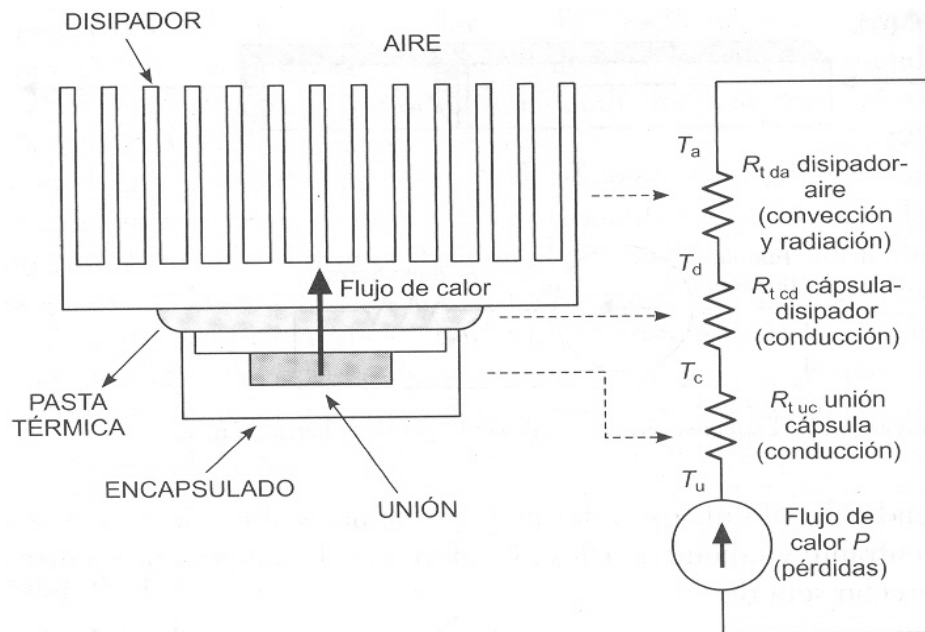 DISIPADOR
AIRE
Flujo de calor
PASTA
TÉRMICA
ENCAPSULADO
UNIÓN
Ta
Rt da disipador-
aire
(convección
y radiación)
Td
Rt cd cápsula-
disipador
(conducción)
Tc
Rt uc unión
cápsula
(conducción)
Tu
Flujo de
calor P
(pérdidas)